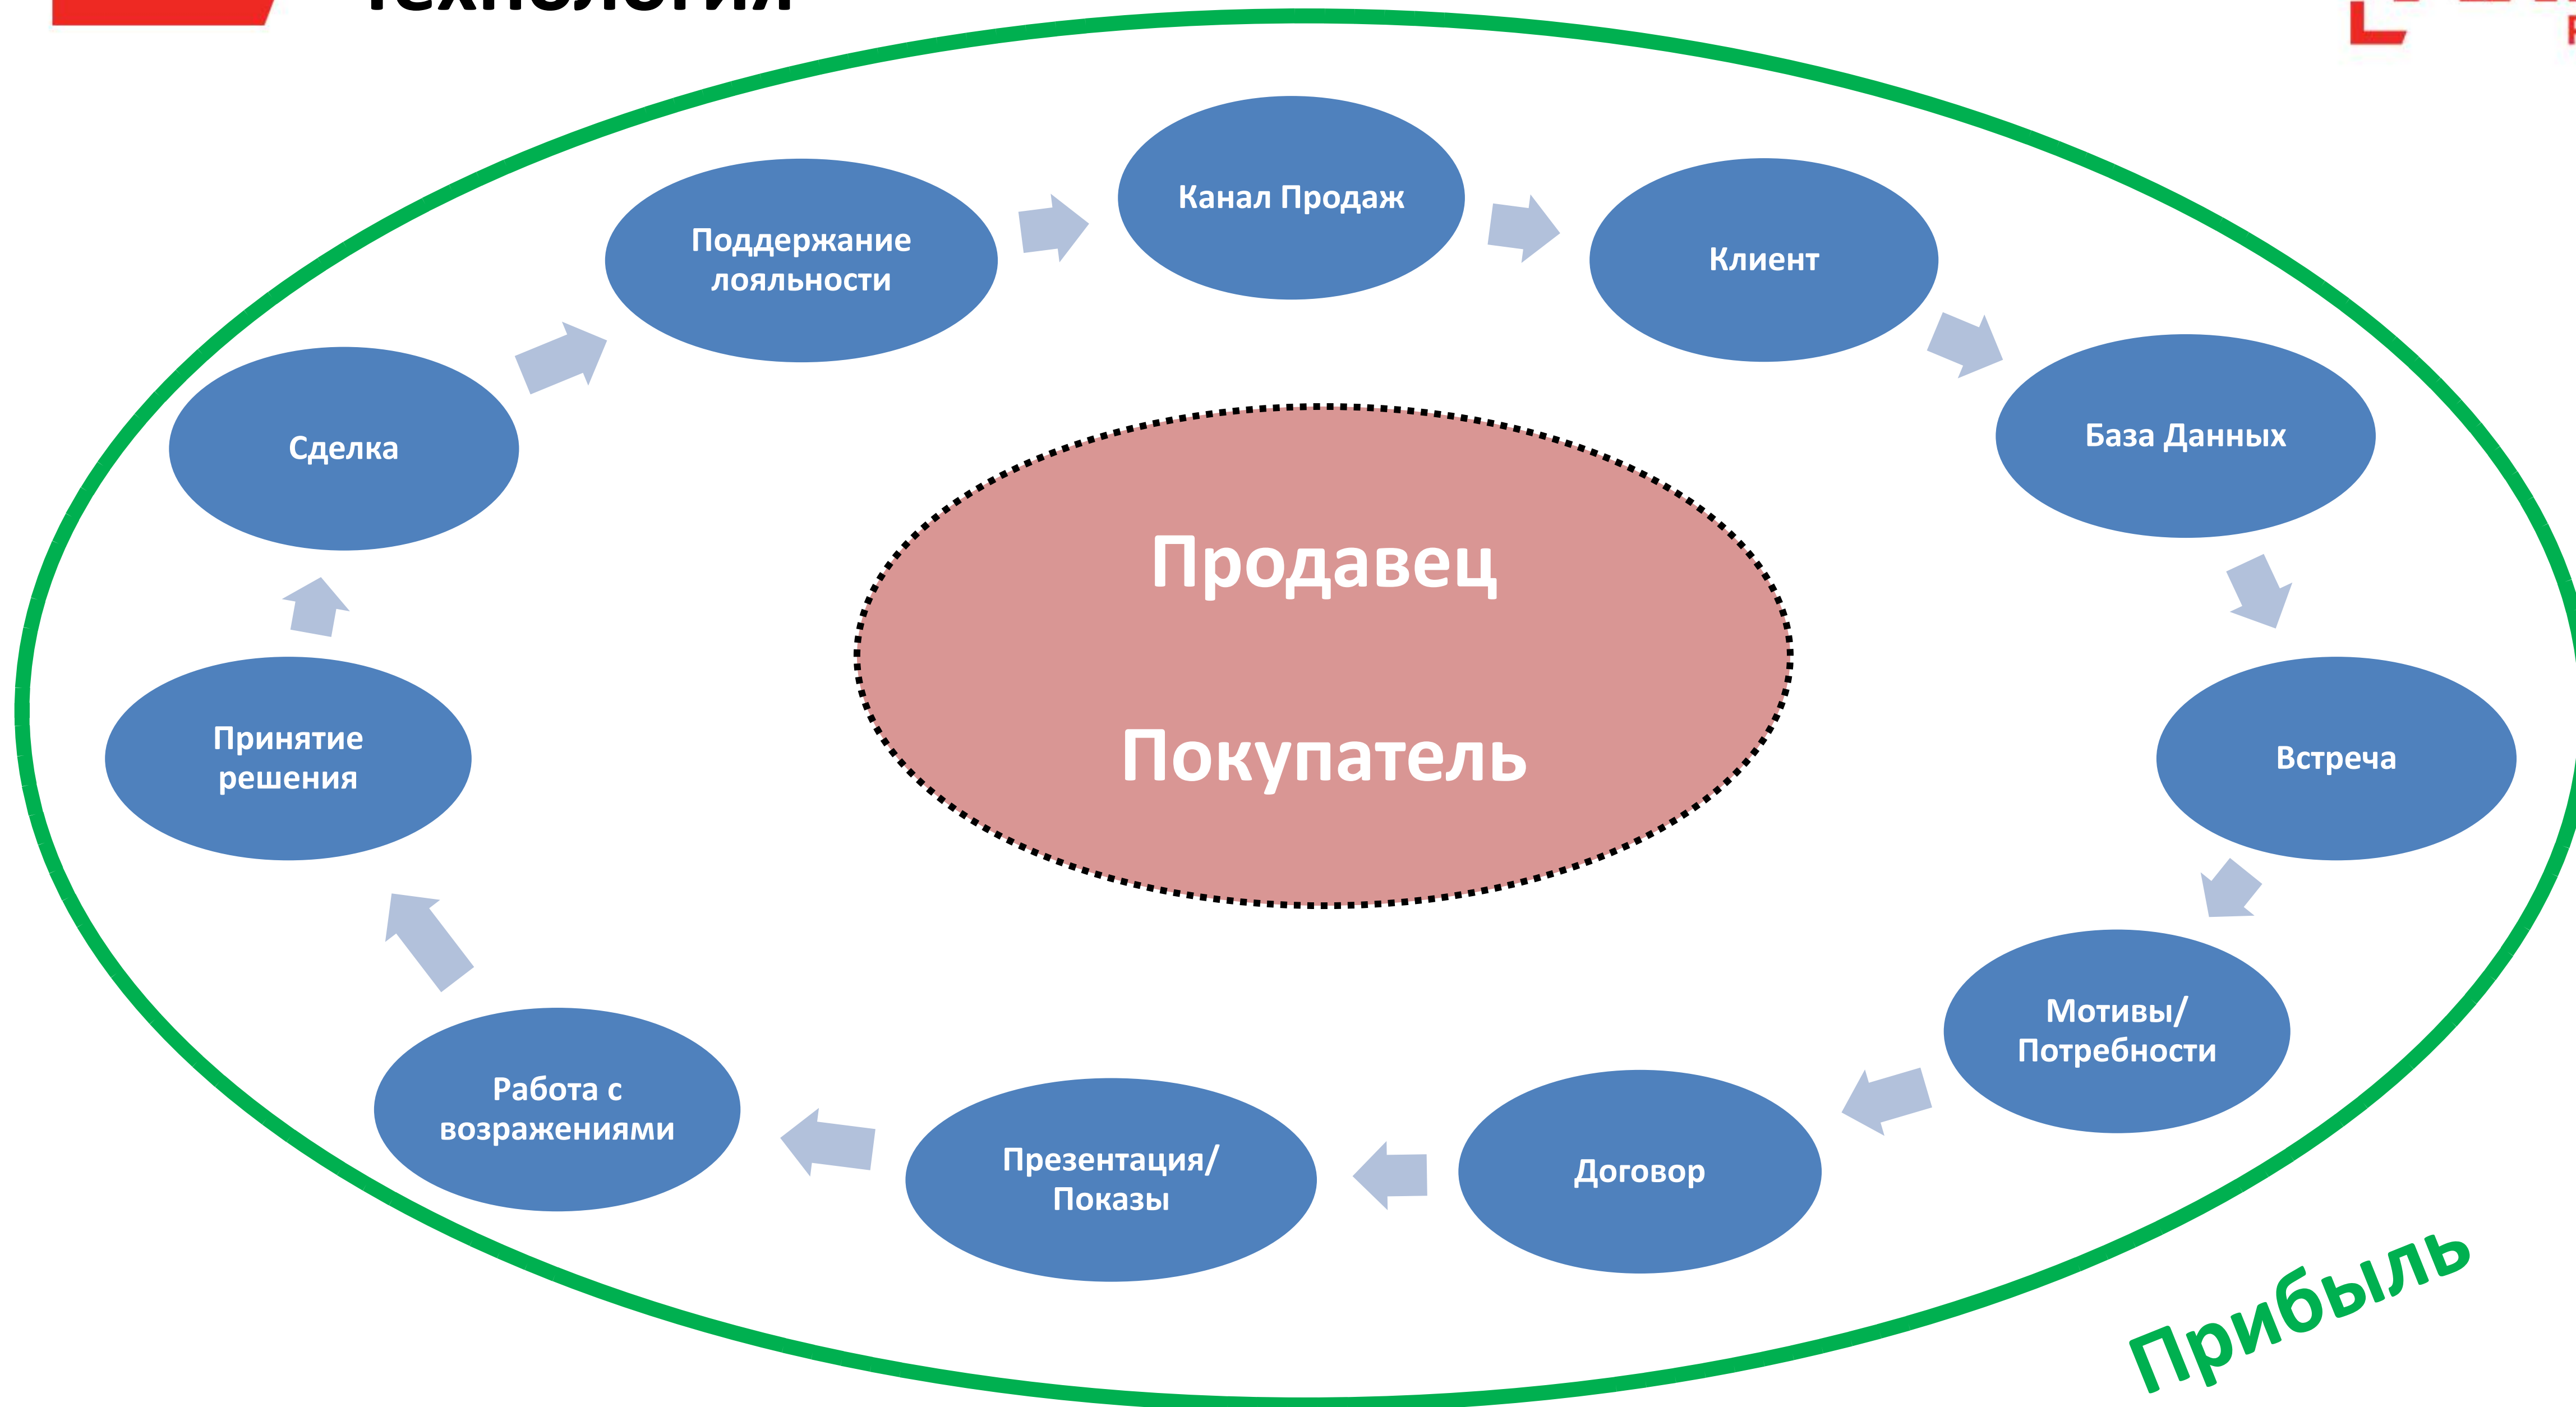 технология
Канал Продаж
Клиент
База Данных
Встреча
Мотивы/
Потребности
Договор
Презентация/
Показы
Работа с
возражениями
Принятие
решения
Сделка
Поддержание
лояльности
Продавец
Покупатель
Прибыль